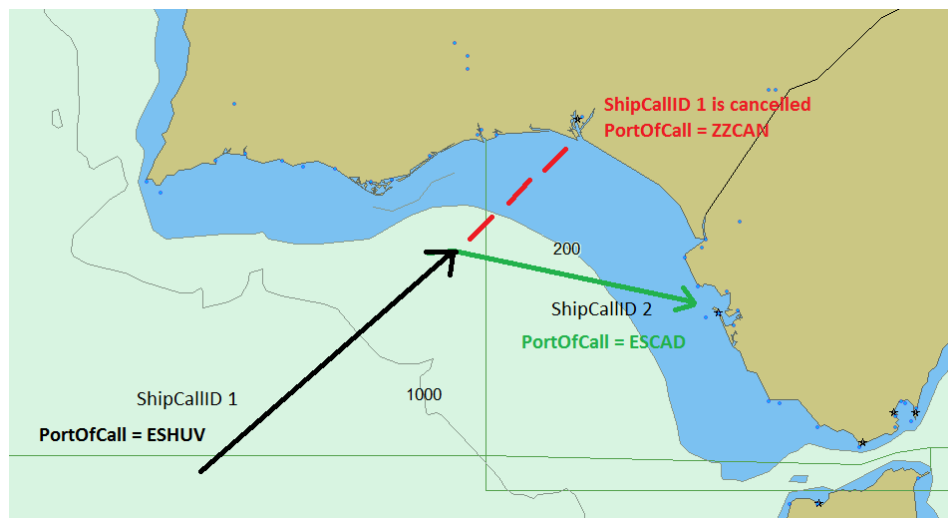 ShipCallID 1 is cancelled
PortOfCall = ZZCAN
200
ShipCallID 2
PortOfCall = ESCAD
1000
ShipCallID 1
PortOfCall = ESHUV